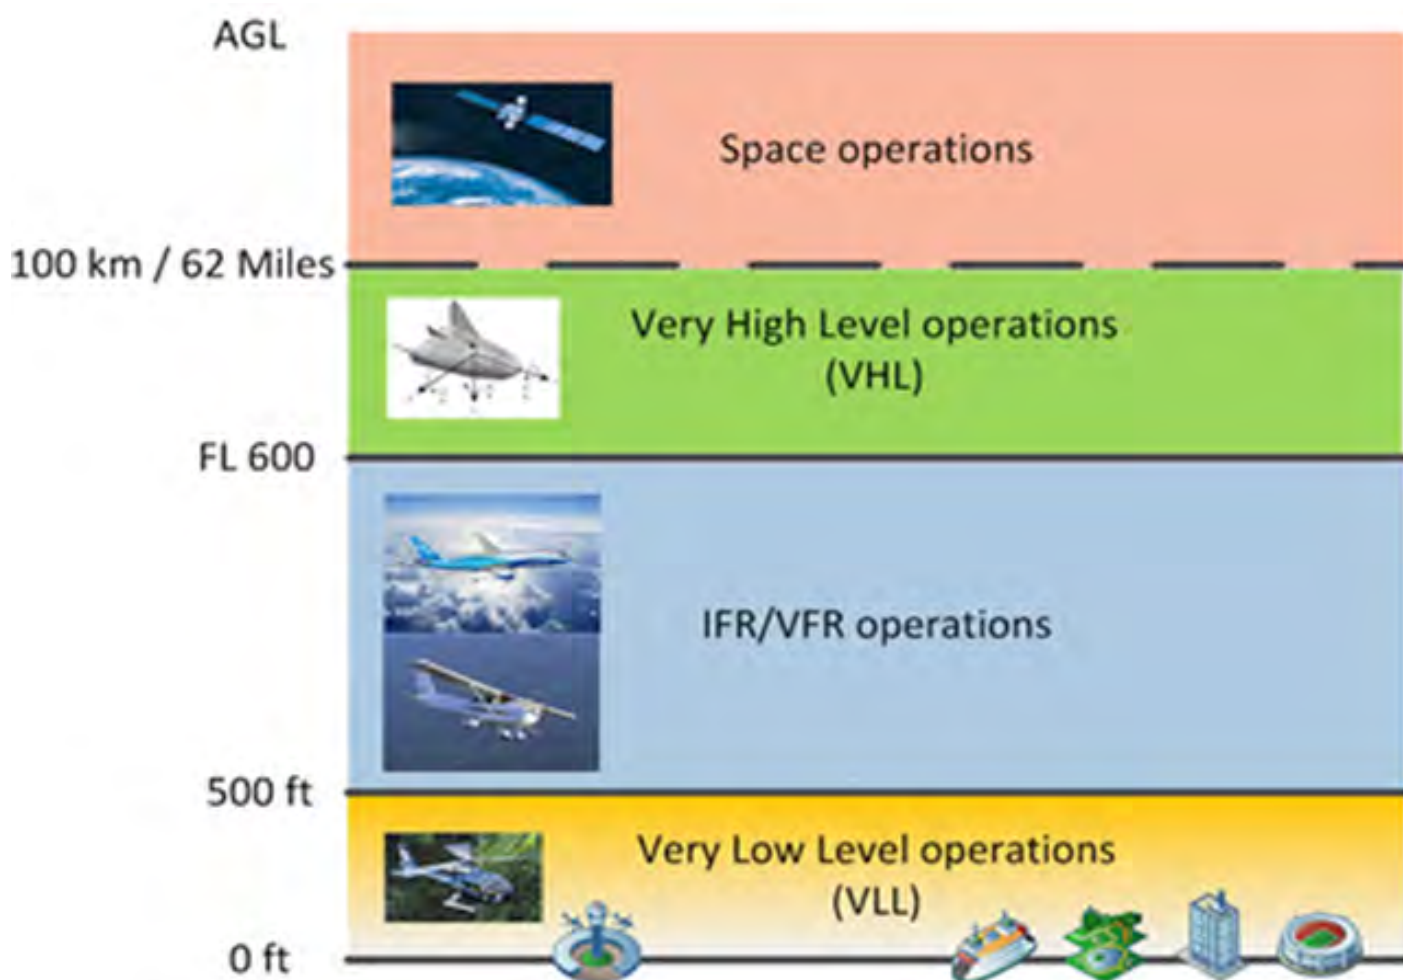 AGL
Space operations
100 km / 62 Miles
Very High Level operations
(VHL)
FL 600
IFR/VFR operations
500 ft
Very Low Level operations
(VLL)
0 ft